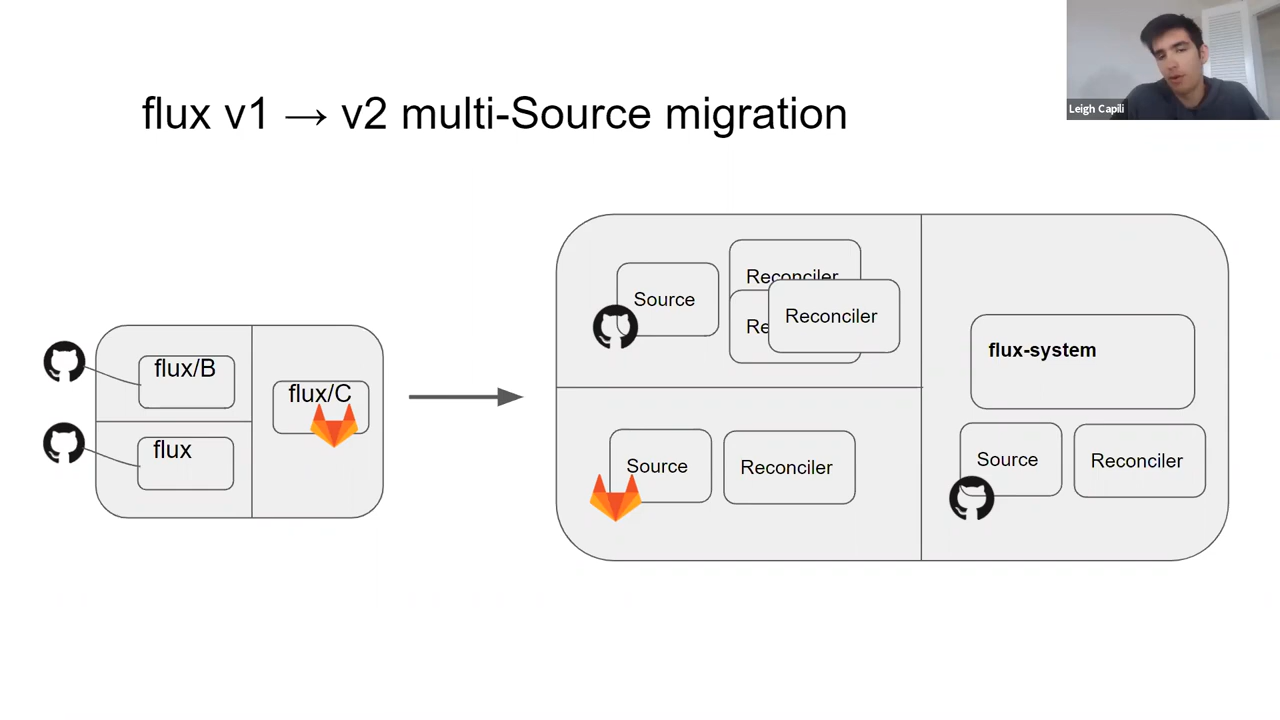 Leigh Capili
flux v1 → v2 multi-Source migration
flux/B
flux
flux/C
Source
Reconciler
Reconciler
Source
Reconciler
flux-system
Source
Reconciler